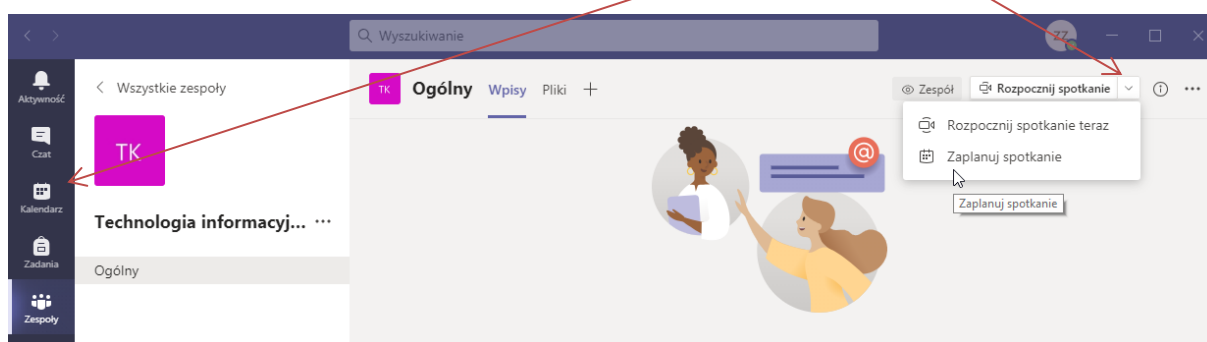 Wyszukiwanie
ZZ
Aktywność
Czat
Kalendarz
Zadania
Zespoły
Wszystkie zespoły
TK
Technologia informacyj... ...
Ogólny
TK Ogólny Wpisy Pliki +
Zespół Rozpocznij spotkanie
Rozpocznij spotkanie teraz
Zaplanuj spotkanie
Zaplanuj spotkanie
@